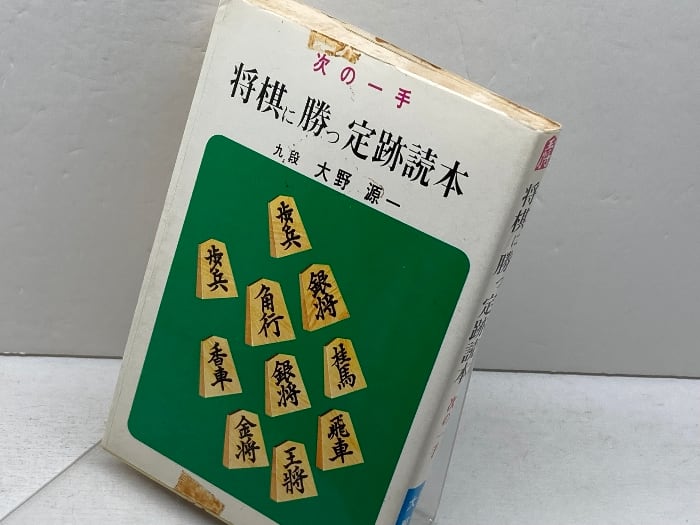 次の一手
将棋に勝つ定跡読本
九段 大野源一
歩兵
歩兵
銀将
角行
香車
桂馬
銀将
金将
飛車
王将
将棋に勝つ定跡読本
次の一手